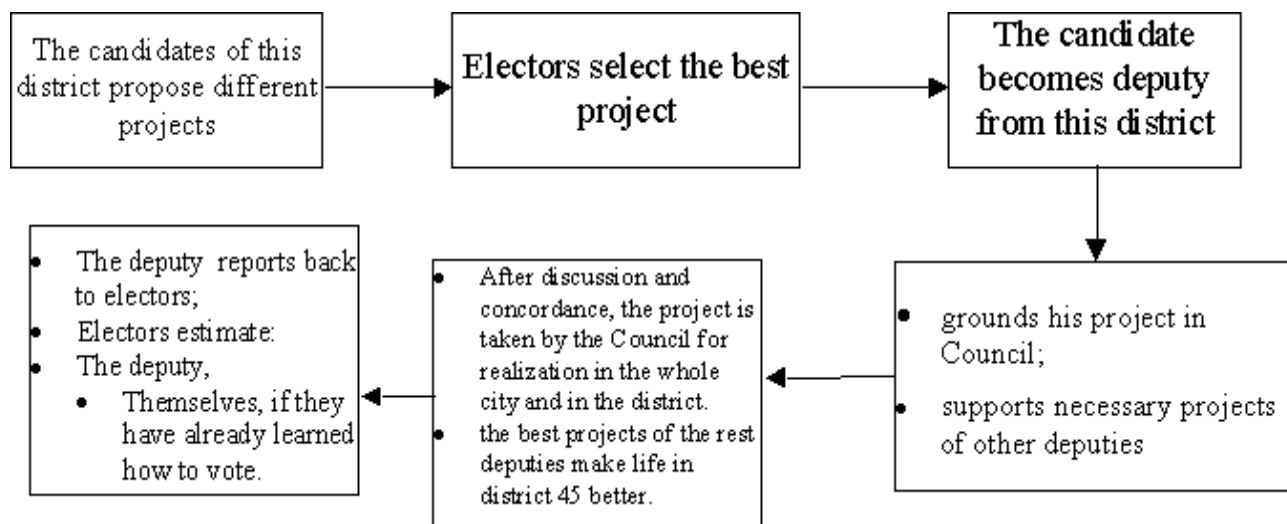 The candidates of this
district propose different
projects
Electors select the best
project
The candidate
becomes deputy
from this district
• grounds his project in
Council;
• supports necessary projects
of other deputies
• After discussion and
concordance, the project is
taken by the Council for
realization in the whole
city and in the district.
• the best projects of the rest
deputies make life in
district 45 better.
• The deputy reports back
to electors;
• Electors estimate:
• The deputy,
• Themselves, if they
have already learned
how to vote.